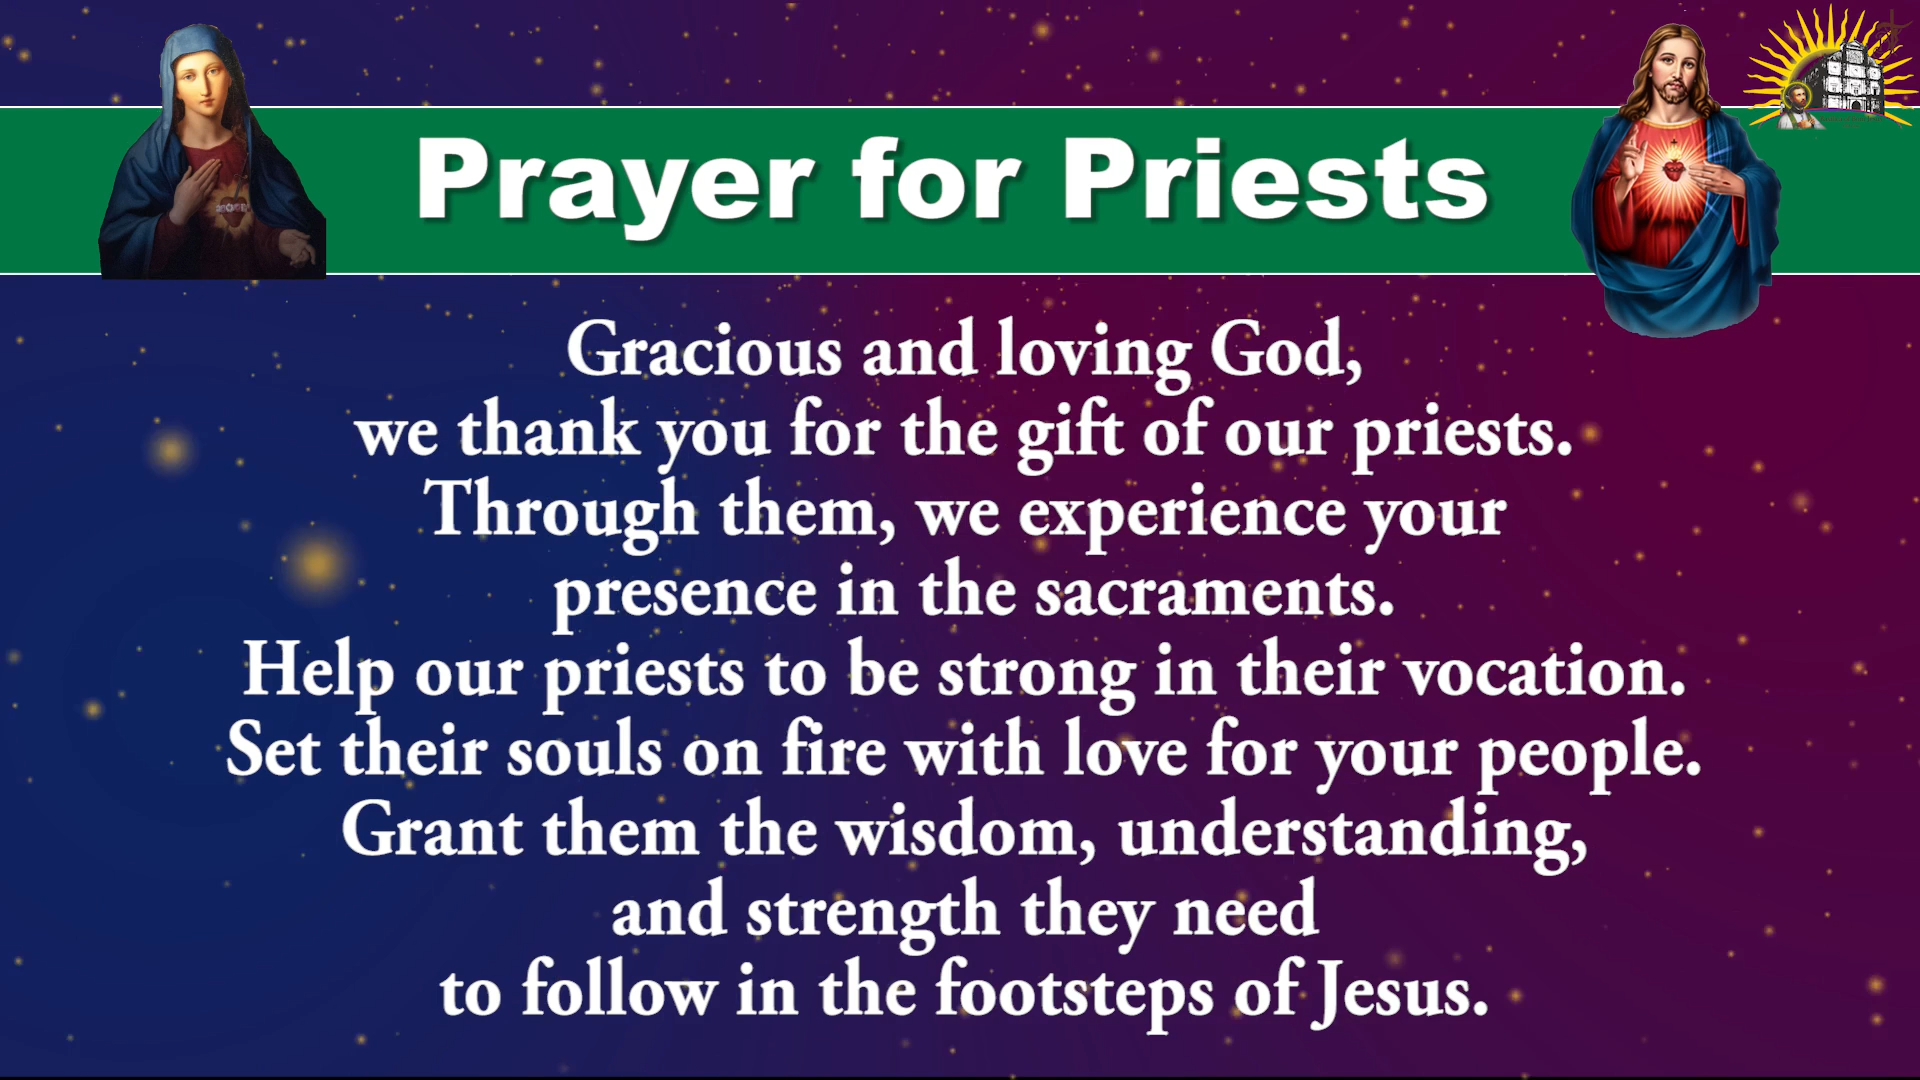 Prayer for Priests
Gracious and loving God,
we thank you for the gift of our priests.
Through them, we experience your
presence in the sacraments.
Help our priests to be strong in their vocation.
Set their souls on fire with love for your people.
Grant them the wisdom, understanding,
and strength they need
to follow in the footsteps of Jesus.